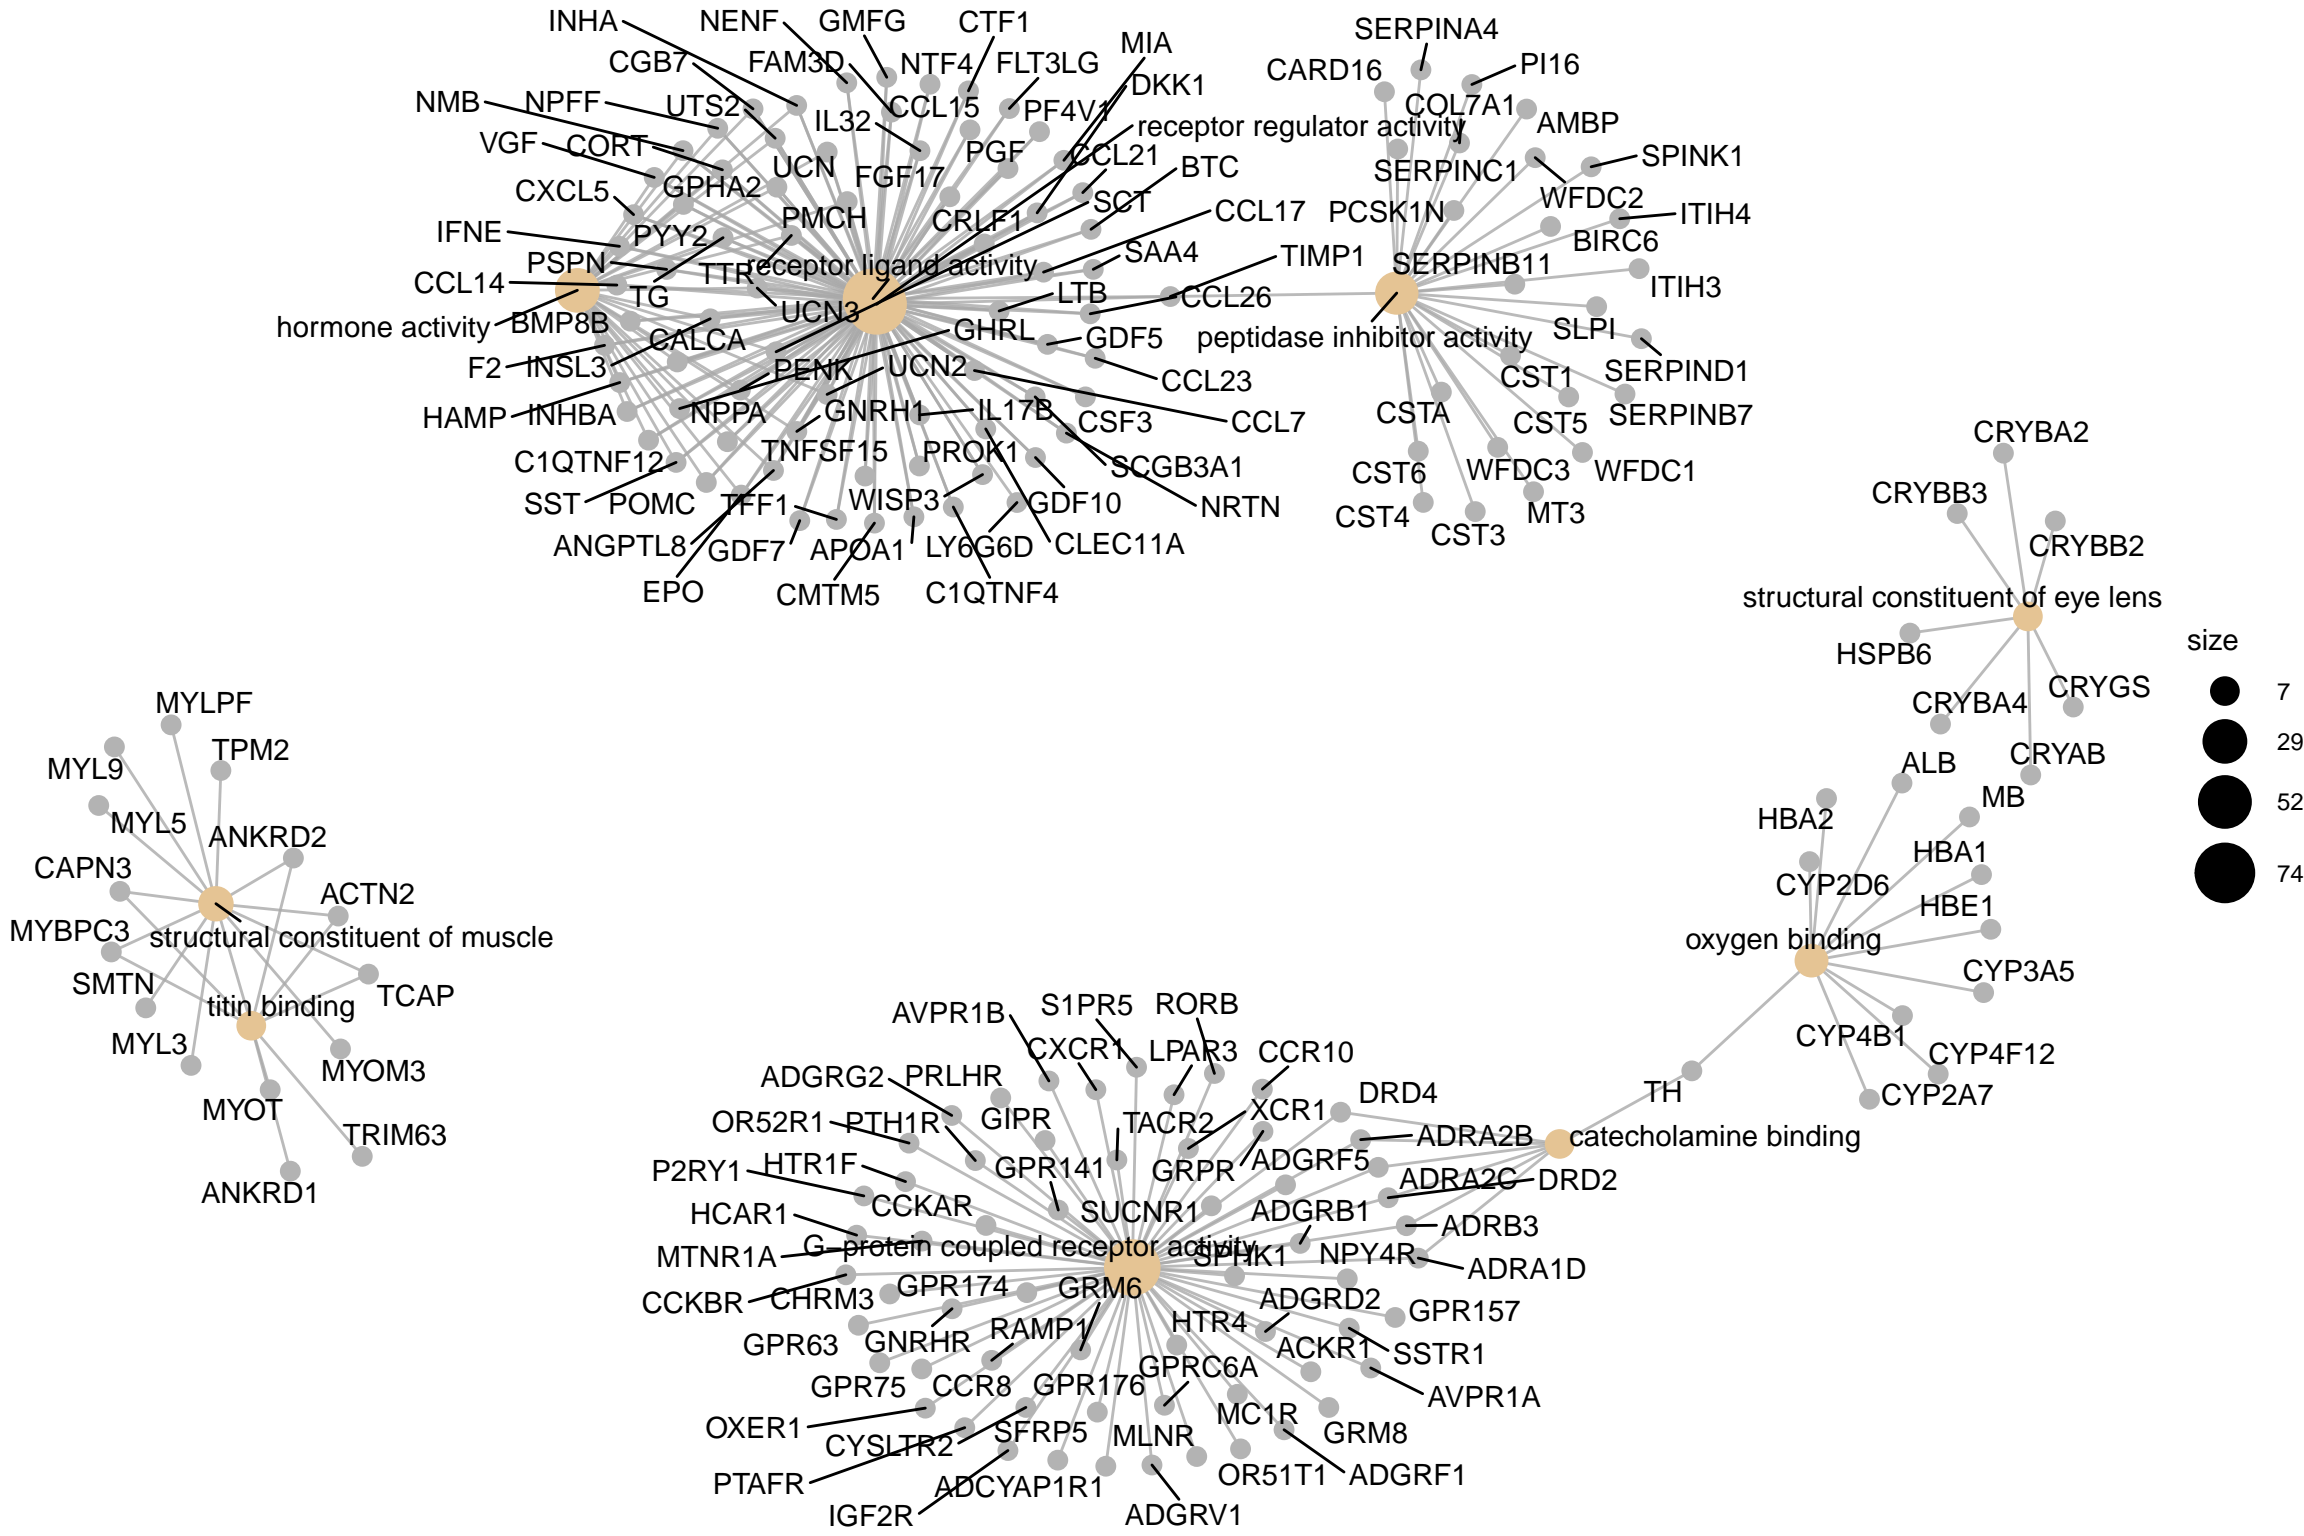 INHA
NENF
GMFG
CTF1
MIA
SERPINA4
CGB7
FAM3D
NTF4
FLT3LG
CARD16
PI16
NMB
NPFF
UTS2
IL32
CCL15
PF4V1
DKK1
COL7A1
AMBP
receptor regulator activity
VGF
CORT
UCN
FGF17
PGF
CCL21
BTC
SERPINC1
SPINK1
CXCL5
GPHA2
PMCH
CRLF1
SCT
CCL17
PCSK1N
WFDC2
ITIH4
IFNE
PYY2
SAA4
TIMP1
BIRC6
PSPN
TTR
receptor ligand activity
SERPINB11
CCL14
TG
UCN3
LTB
CCL26
ITIH3
hormone activity
BMP8B
CALCA
GHRL
GDF5
peptidase inhibitor activity
SLPI
F2
INSL3
PENK
UCN2
CCL23
CST1
SERPIND1
HAMP
INHBA
NPPA
GNRH1
IL17B
CSF3
CCL7
CSTA
CST5
SERPINB7
C1QTNF12
TNFSF15
PROK1
SCGB3A1
CST6
WFDC3
WFDC1
CRYBA2
SST
POMC
TFF1
WISP3
GDF10
NRTN
CST4
CST3
MT3
CRYBB3
ANGPTL8
GDF7
APOA1
LY6G6D
CLEC11A
CRYBB2
EPO
CMTM5
C1QTNF4
structural constituent of eye lens
HSPB6
size
CRYBA4
CRYGS
7
MYLPF
TPM2
MYL9
ALB
CRYAB
29
MYL5
ANKRD2
HBA2
MB
52
CAPN3
ACTN2
CYP2D6
HBA1
74
MYBPC3
structural constituent of muscle
HBE1
oxygen binding
SMTN
titin binding
TCAP
CYP3A5
MYL3
MYOM3
CYP4B1
CYP4F12
MYOT
TRIM63
TH
CYP2A7
ANKRD1
AVPR1B
S1PR5
RORB
CXCR1
LPAR3
CCR10
ADGRG2
PRLHR
DRD4
OR52R1
PTH1R
GIPR
TACR2
XCR1
ADRA2B
catecholamine binding
P2RY1
HTR1F
GPR141
GRPR
ADGRF5
ADRA2C
DRD2
HCAR1
CCKAR
SUCNR1
ADGRB1
ADRB3
MTNR1A
G−protein coupled receptor activity
SPHK1
NPY4R
ADRA1D
CCKBR
CHRM3
GPR174
GRM6
ADGRD2
GPR157
GPR63
GNRHR
RAMP1
HTR4
ACKR1
SSTR1
GPR75
CCR8
GPR176
GPRC6A
AVPR1A
OXER1
CYSLTR2
SFRP5
MLNR
MC1R
GRM8
PTAFR
ADCYAP1R1
OR51T1
ADGRF1
IGF2R
ADGRV1